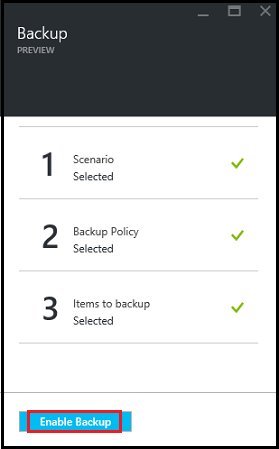 Backup
PREVIEW
1 Scenario
Selected
2 Backup Policy
Selected
3 Items to backup
Selected
Enable Backup